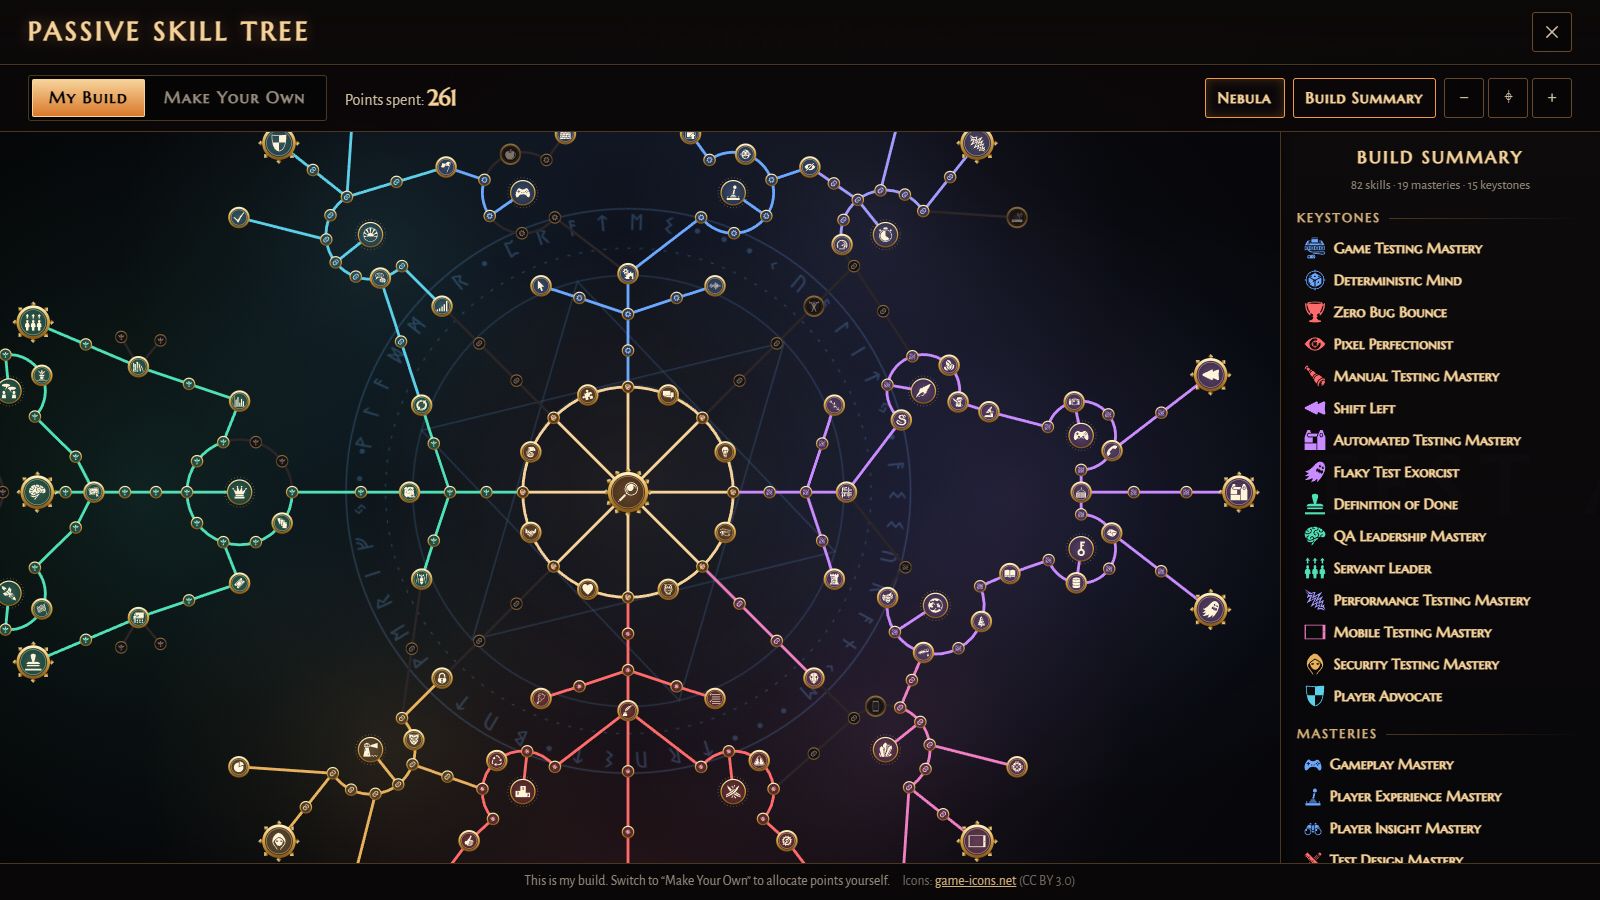 PASSIVE SKILL TREE
My Build
Make Your Own
Points spent: 261
Nebula
Build Summary
BUILD SUMMARY
82 skills · 19 masteries · 15 keystones
KEYSTONES
Game Testing Mastery
Deterministic Mind
Zero Bug Bounce
Pixel Perfectionist
Manual Testing Mastery
Shift Left
Automated Testing Mastery
Flaky Test Exorcist
Definition of Done
QA Leadership Mastery
Servant Leader
Performance Testing Mastery
Mobile Testing Mastery
Security Testing Mastery
Player Advocate
MASTERIES
Gameplay Mastery
Player Experience Mastery
Player Insight Mastery
Test Design Mastery
This is my build. Switch to “Make Your Own” to allocate points yourself. Icons: game-icons.net (CC BY 3.0)